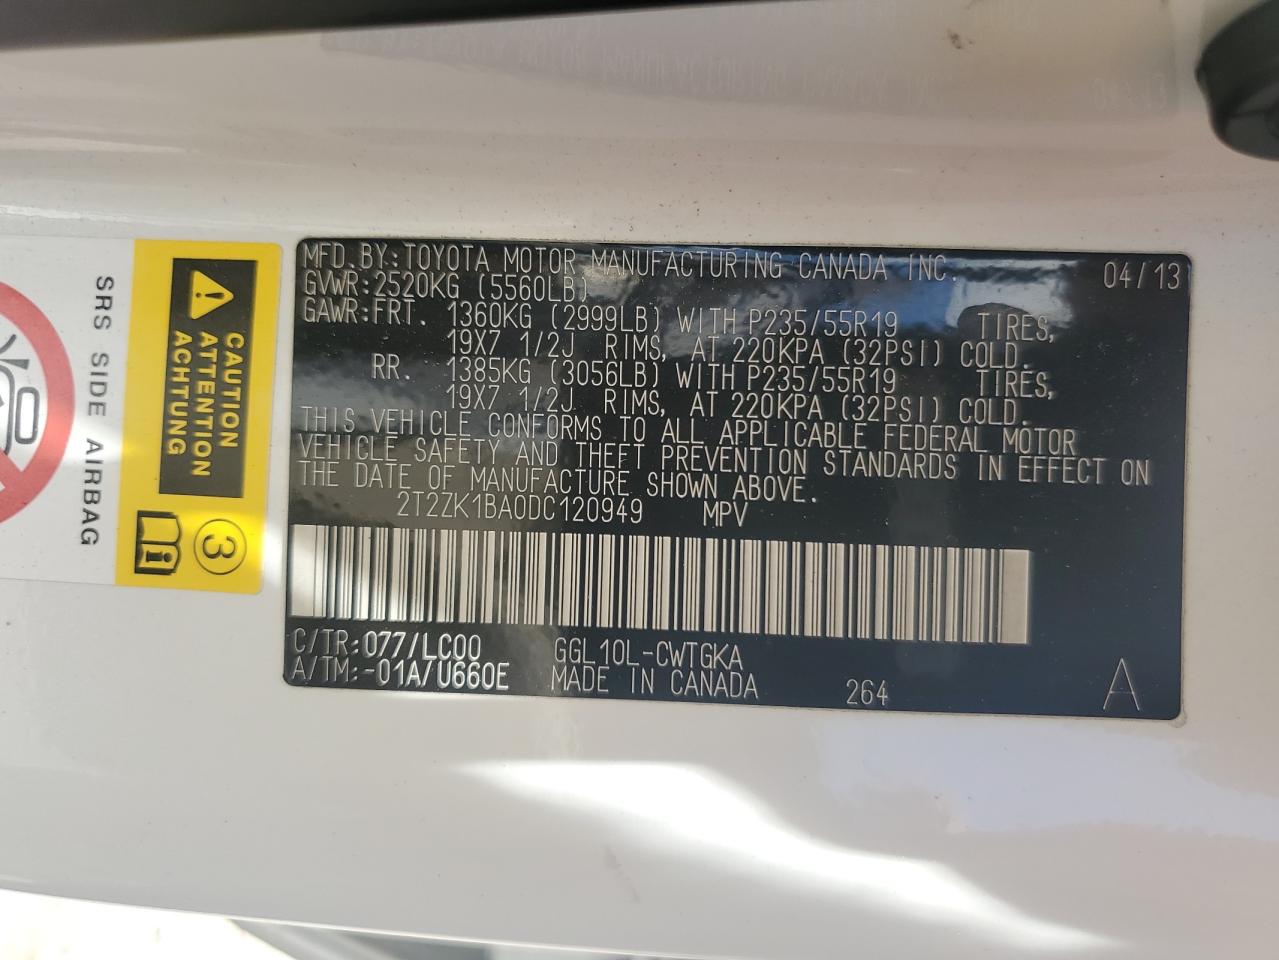 MFD. BY: TOYOTA MOTOR MANUFACTURING CANADA INC. 04/13
GVWR: 2520KG (5560LB)
GAWR: FRT. 1360KG (2999LB) WITH P235/55R19 TIRES,
19X7 1/2J RIMS, AT 220KPA (32PSI) COLD.
RR. 1385KG (3056LB) WITH P235/55R19 TIRES,
19X7 1/2J RIMS, AT 220KPA (32PSI) COLD.
THIS VEHICLE CONFORMS TO ALL APPLICABLE FEDERAL MOTOR
VEHICLE SAFETY AND THEFT PREVENTION STANDARDS IN EFFECT ON
THE DATE OF MANUFACTURE SHOWN ABOVE.
2T2ZK1BA0DC120949 MPV
C/TR: 077/LC00 GGL10L-CWTGKA
A/TM: -01A/U660E MADE IN CANADA 264 A
CAUTION
ATTENTION
ACHTUNG
3
SRS SIDE AIRBAG